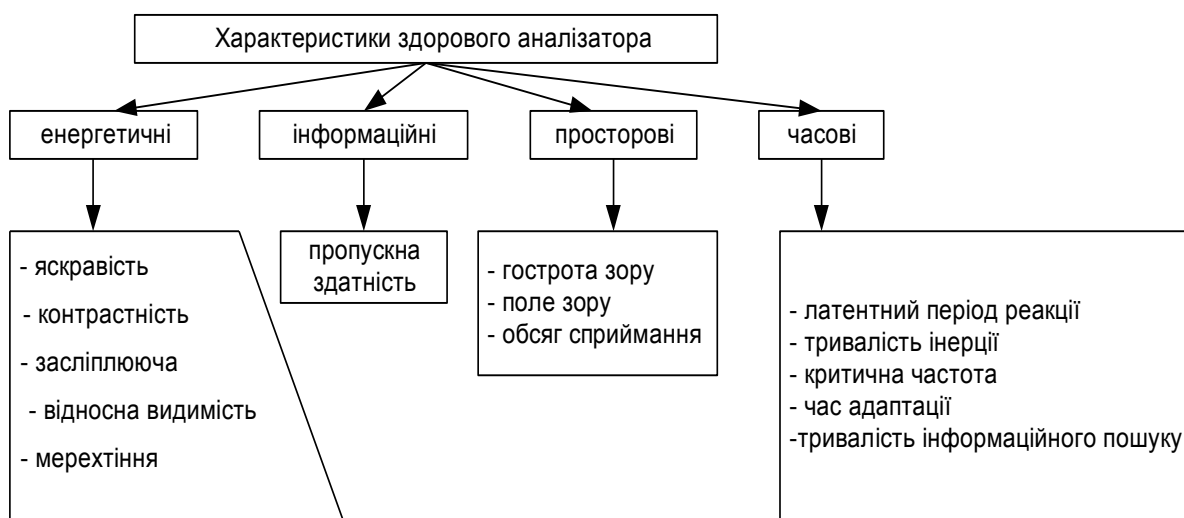 Характеристики здорового аналізатора
енергетичні
інформаційні
просторові
часові
- яскравість
- контрастність
- засліплююча
- відносна видимість
- мерехтіння
пропускна
здатність
- гострота зору
- поле зору
- обсяг сприймання
- латентний період реакції
- тривалість інерції
- критична частота
- час адаптації
-тривалість інформаційного пошуку